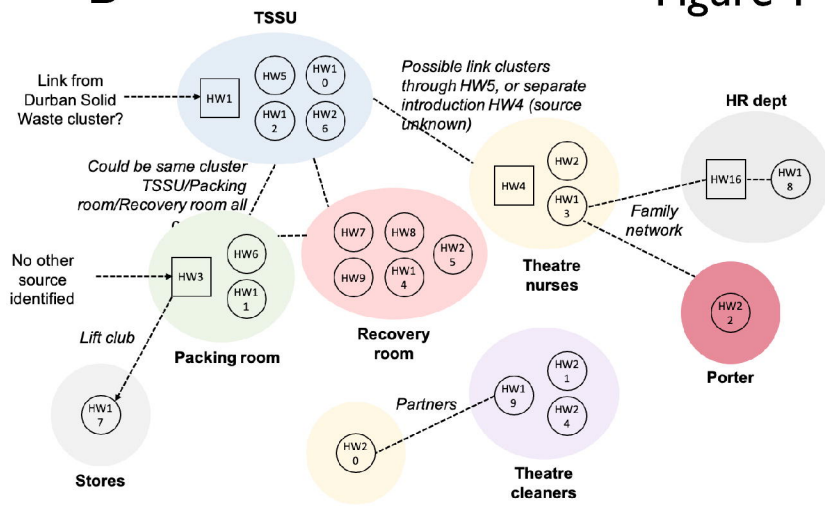 TSSU
Link from
Durban Solid
Waste cluster?
HW1
HW5
HW1
0
HW1
2
HW2
6
Possible link clusters
through HW5, or separate
introduction HW4 (source
unknown)
HR dept
HW16
HW1
8
HW4
HW2
HW1
3
Family
network
Theatre
nurses
Could be same cluster
TSSU/Packing
room/Recovery room all
No other
source
identified
HW3
HW6
HW1
1
Packing room
HW7
HW8
HW2
5
HW9
HW1
4
Recovery
room
HW2
2
Porter
Lift club
HW1
7
Stores
HW2
0
Partners
HW1
9
HW2
1
HW2
4
Theatre
cleaners